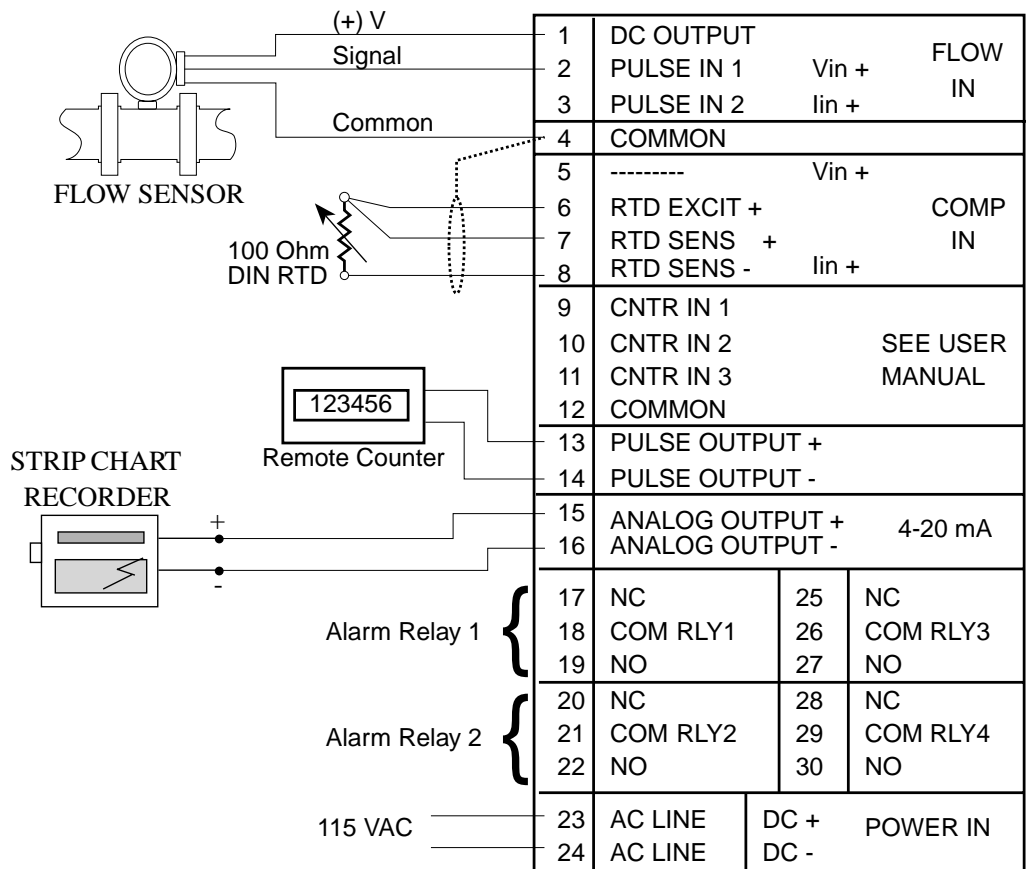 (+) V
Signal
Common
FLOW SENSOR
100 Ohm
DIN RTD
123456
Remote Counter
STRIP CHART
RECORDER
+
-
Alarm Relay 1 {
Alarm Relay 2 {
115 VAC
1 DC OUTPUT
2 PULSE IN 1 Vin +
3 PULSE IN 2 Iin +
FLOW
IN
4 COMMON
5 --------- Vin +
6 RTD EXCIT +
7 RTD SENS +
8 RTD SENS - Iin +
COMP
IN
9 CNTR IN 1
10 CNTR IN 2
11 CNTR IN 3
12 COMMON
SEE USER
MANUAL
13 PULSE OUTPUT +
14 PULSE OUTPUT -
15 ANALOG OUTPUT +
16 ANALOG OUTPUT -
4-20 mA
17 NC 25 NC
18 COM RLY1 26 COM RLY3
19 NO 27 NO
20 NC 28 NC
21 COM RLY2 29 COM RLY4
22 NO 30 NO
23 AC LINE DC + POWER IN
24 AC LINE DC -